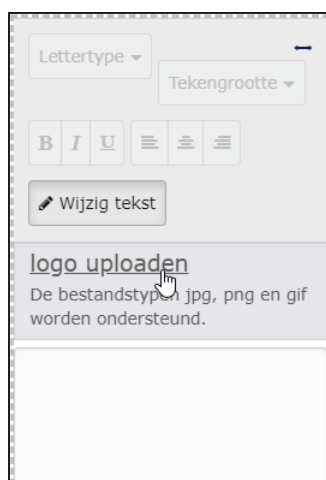 Lettertype
Tekengrootte
B I U
Wijzig tekst
logo uploaden
De bestandstypen jpg, png en gif
worden ondersteund.